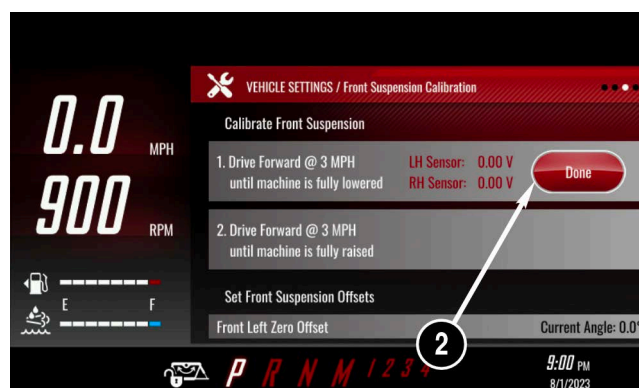 VEHICLE SETTINGS / Front Suspension Calibration
0.0 MPH
900 RPM
Calibrate Front Suspension
1. Drive Forward @ 3 MPH
until machine is fully lowered
LH Sensor: 0.00 V
RH Sensor: 0.00 V
Done
2. Drive Forward @ 3 MPH
until machine is fully raised
Set Front Suspension Offsets
Front Left Zero Offset
Current Angle: 0.0°
E F
2
P R N M 1 2 3 4
9:00 PM
8/1/2023